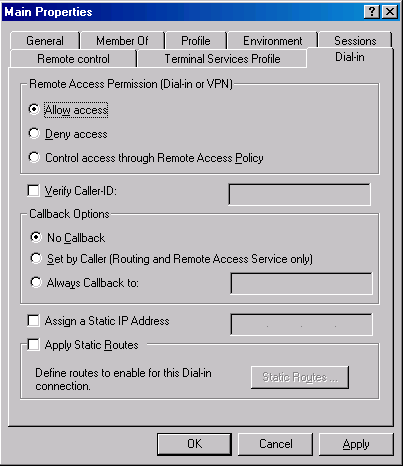 Main Properties
General Member Of Profile Environment Sessions
Remote control Terminal Services Profile Dial-in
Remote Access Permission (Dial-in or VPN)
Allow access
Deny access
Control access through Remote Access Policy
Verify Caller-ID:
Callback Options
No Callback
Set by Caller (Routing and Remote Access Service only)
Always Callback to:
Assign a Static IP Address . . .
Apply Static Routes
Define routes to enable for this Dial-in
connection.
Static Routes ...
OK Cancel Apply